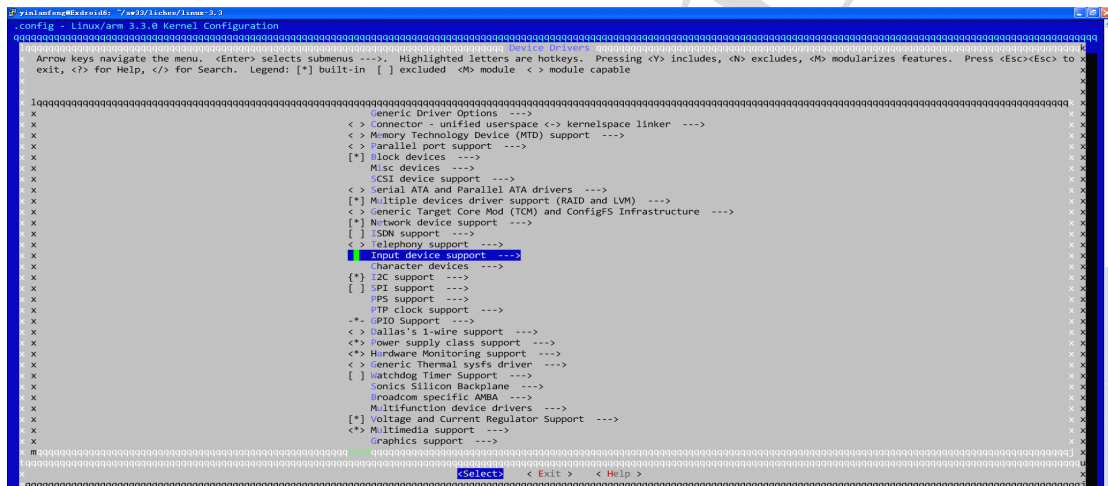 yinlanfeng@Exdroid6: ~/aw33/lichee/linux-3.3
.config - Linux/arm 3.3.0 Kernel Configuration
Device Drivers
Arrow keys navigate the menu. <Enter> selects submenus --->. Highlighted letters are hotkeys. Pressing <Y> includes, <N> excludes, <M> modularizes features. Press <Esc><Esc> to
exit, <?> for Help, </> for Search. Legend: [*] built-in [ ] excluded <M> module < > module capable
Generic Driver Options --->
< > Connector - unified userspace <-> kernelspace linker --->
< > Memory Technology Device (MTD) support --->
< > Parallel port support --->
[*] Block devices --->
Misc devices --->
SCSI device support --->
< > Serial ATA and Parallel ATA drivers --->
[*] Multiple devices driver support (RAID and LVM) --->
< > Generic Target Core Mod (TCM) and ConfigFS Infrastructure --->
[*] Network device support --->
[ ] ISDN support --->
< > Telephony support --->
Input device support --->
Character devices --->
{*} I2C support --->
[ ] SPI support --->
PPS support --->
PTP clock support --->
-*- GPIO Support --->
< > Dallas's 1-wire support --->
<*> Power supply class support --->
<*> Hardware Monitoring support --->
< > Generic Thermal sysfs driver --->
[ ] Watchdog Timer Support --->
Sonics Silicon Backplane --->
Broadcom specific AMBA --->
Multifunction device drivers --->
[*] Voltage and Current Regulator Support --->
<*> Multimedia support --->
Graphics support --->
<Select> < Exit > < Help >